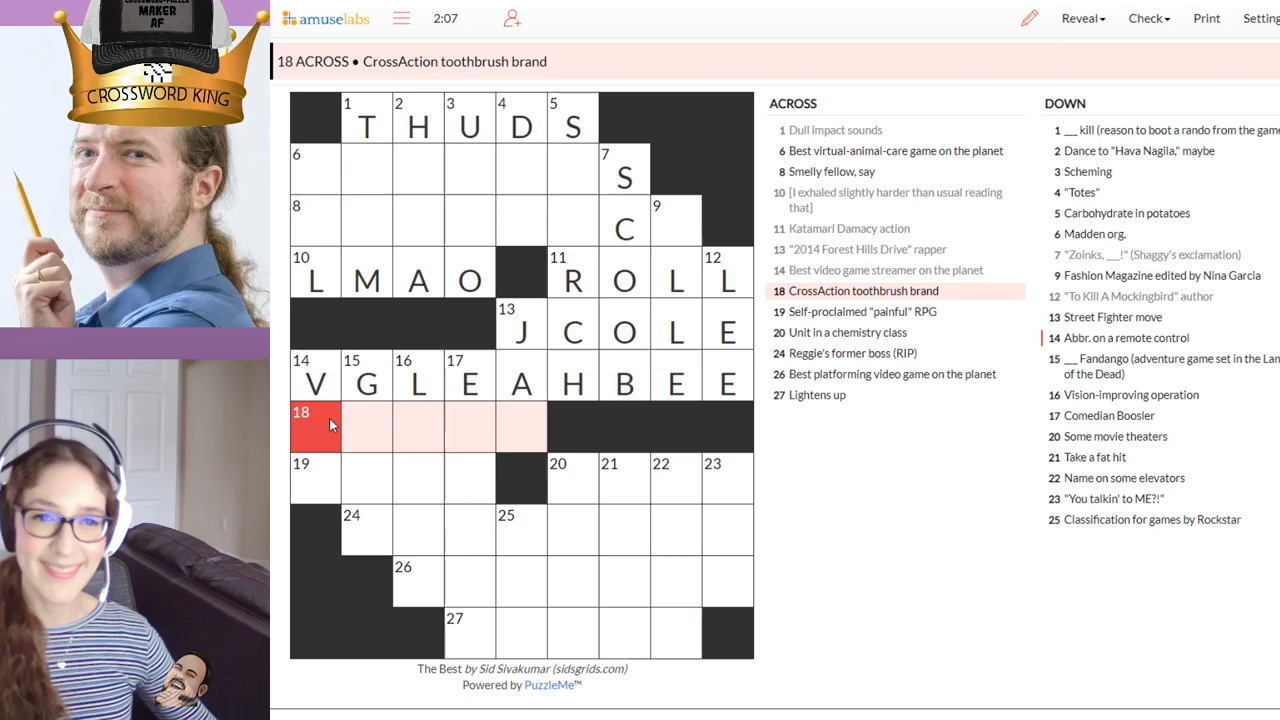 CROSSWORD-PUZZLE
MAKER
AF
CROSSWORD KING
amuselabs
2:07
Reveal
Check
Print
18 ACROSS • CrossAction toothbrush brand
1 2 3 4 5
T H U D S
6 7
S
8 9
C
10 11 12
L M A O R O L L
13
J C O L E
14 15 16 17
V G L E A H B E E
18
19 20 21 22 23
24 25
26
27
The Best by Sid Sivakumar (sidsgrids.com)
Powered by PuzzleMe™
ACROSS
1 Dull impact sounds
6 Best virtual-animal-care game on the planet
8 Smelly fellow, say
10 [I exhaled slightly harder than usual reading
that]
11 Katamari Damacy action
13 "2014 Forest Hills Drive" rapper
14 Best video game streamer on the planet
18 CrossAction toothbrush brand
19 Self-proclaimed "painful" RPG
20 Unit in a chemistry class
24 Reggie's former boss (RIP)
26 Best platforming video game on the planet
27 Lightens up
DOWN
1 ___ kill (reason to boot a rando from the game
2 Dance to "Hava Nagila," maybe
3 Scheming
4 "Totes"
5 Carbohydrate in potatoes
6 Madden org.
7 "Zoinks, ___!" (Shaggy's exclamation)
9 Fashion Magazine edited by Nina Garcia
12 "To Kill A Mockingbird" author
13 Street Fighter move
14 Abbr. on a remote control
15 ___ Fandango (adventure game set in the Lan
of the Dead)
16 Vision-improving operation
17 Comedian Boosler
20 Some movie theaters
21 Take a fat hit
22 Name on some elevators
23 "You talkin' to ME?!"
25 Classification for games by Rockstar